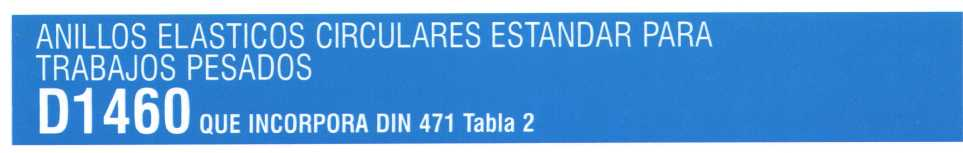 ANILLOS ELASTICOS CIRCULARES ESTANDAR PARA
TRABAJOS PESADOS
D1460 QUE INCORPORA DIN 471 Tabla 2